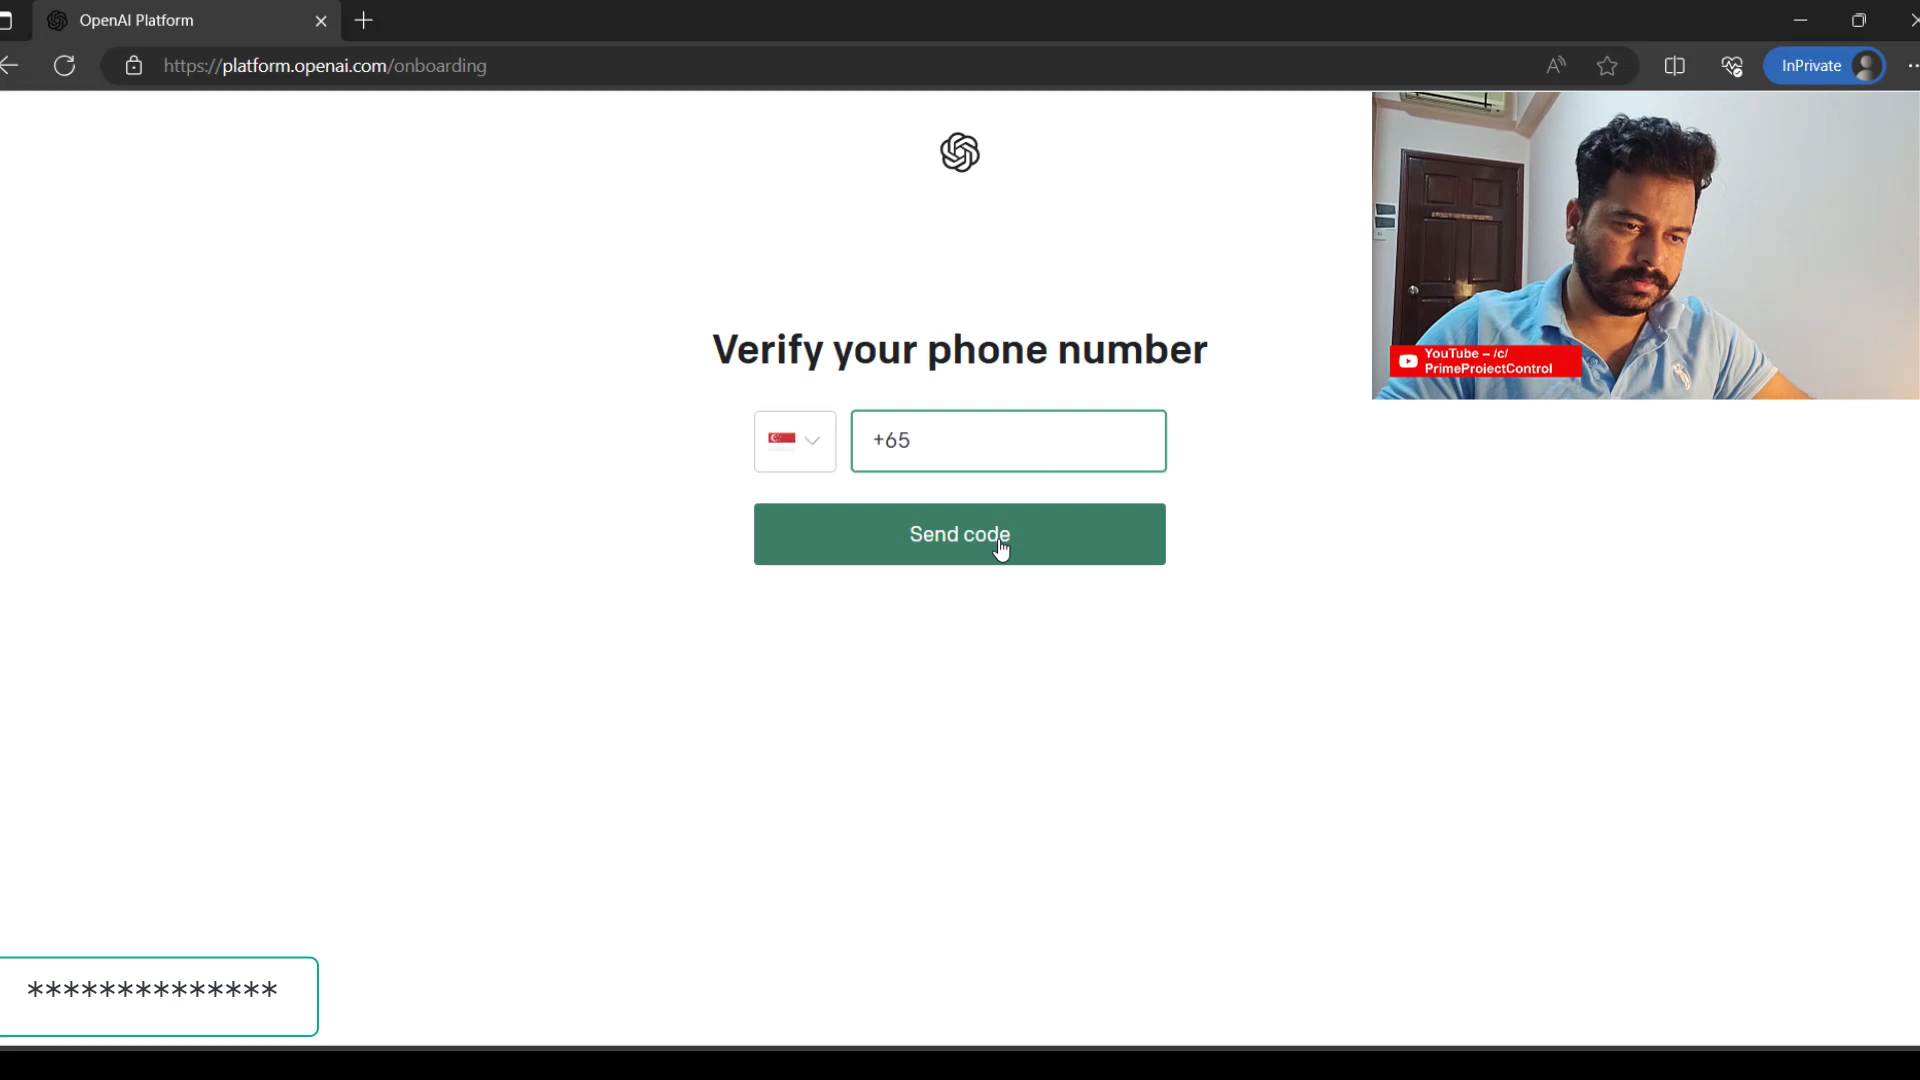 OpenAI Platform
https://platform.openai.com/onboarding
InPrivate
YouTube – /c/
PrimeProjectControl
Verify your phone number
+65
Send code
**************